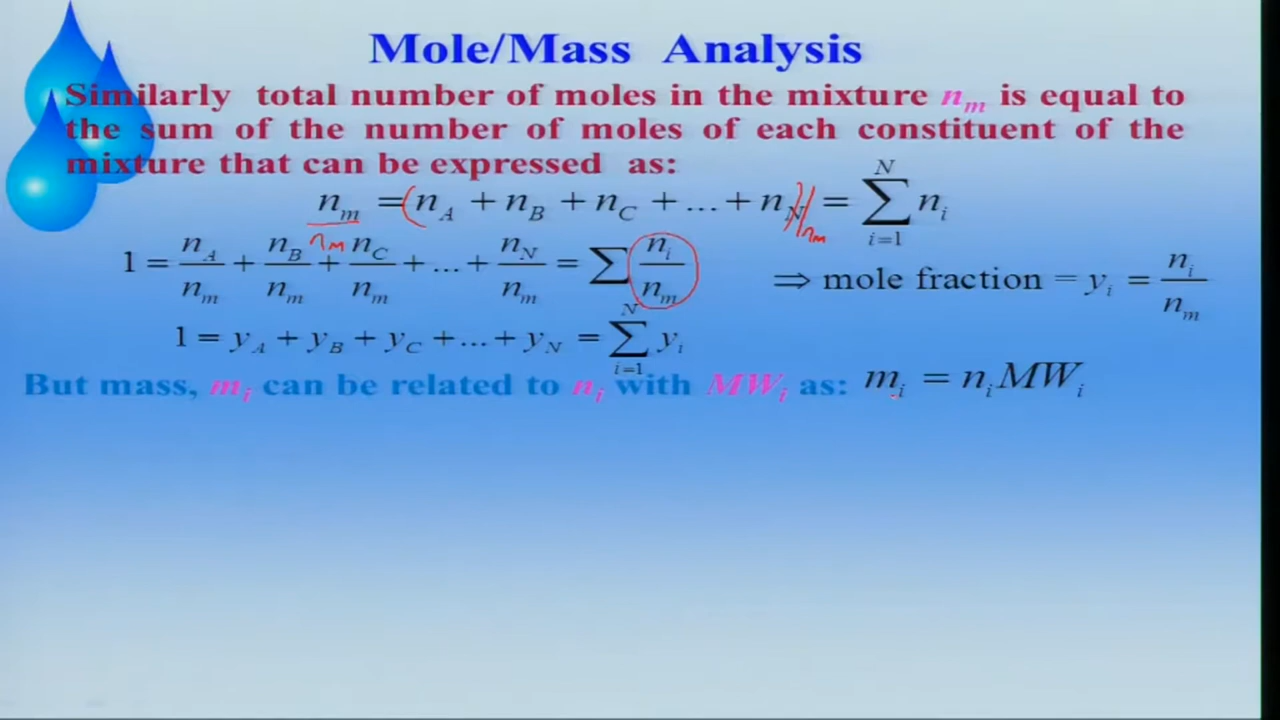 Mole/Mass Analysis
Similarly total number of moles in the mixture n_m is equal to
the sum of the number of moles of each constituent of the
mixture that can be expressed as:
n_m = (n_A + n_B + n_C + ... + n_N)/n_m = \sum_{i=1}^{N} n_i
n_m
1 = n_A/n_m + n_B/n_m + n_C/n_m + ... + n_N/n_m = \sum n_i/n_m ⇒ mole fraction = y_i = n_i/n_m
1 = y_A + y_B + y_C + ... + y_N = \sum_{i=1}^{N} y_i
But mass, m_i can be related to n_i with MW_i as: m_i = n_i MW_i